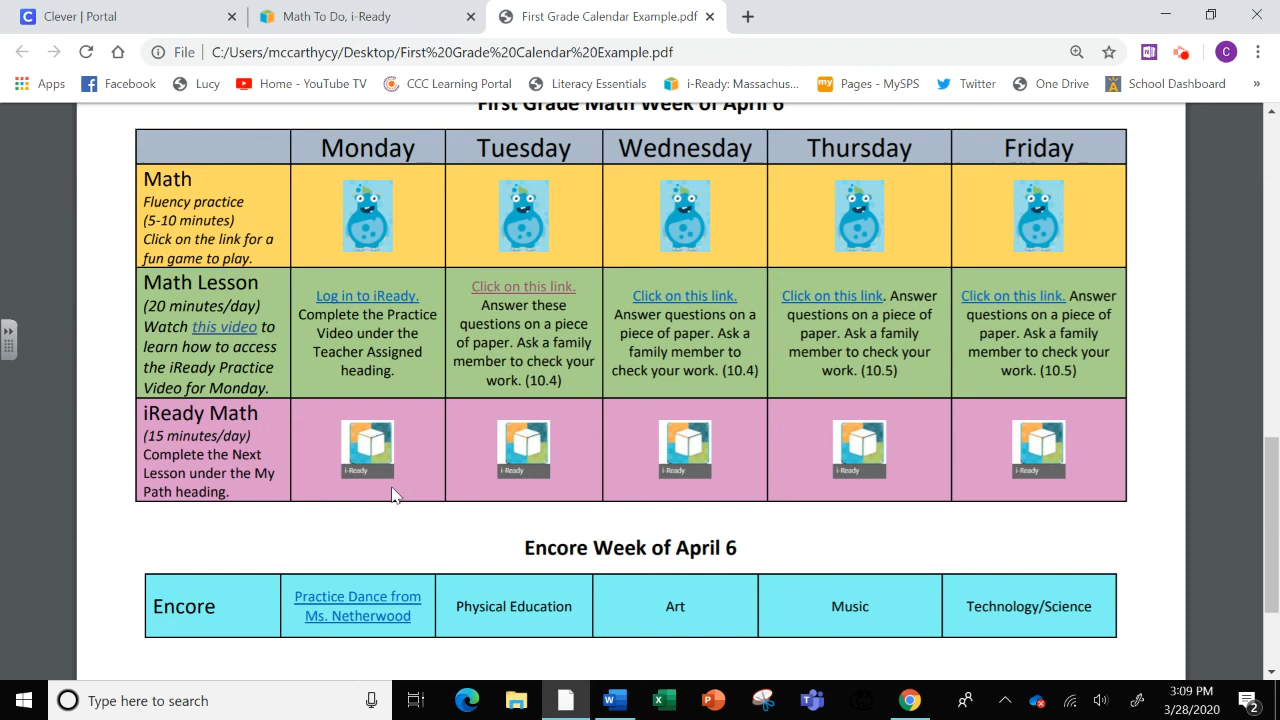 Clever | Portal
Math To Do, i-Ready
First Grade Calendar Example.pdf
File
C:/Users/mccarthycy/Desktop/First%20Grade%20Calendar%20Example.pdf
C
Apps
Facebook
Lucy
Home - YouTube TV
CCC Learning Portal
Literacy Essentials
i-Ready: Massachus...
my
Pages - MySPS
Twitter
One Drive
School Dashboard
»
First Grade Math Week of April 6
Monday
Tuesday
Wednesday
Thursday
Friday
Math
Fluency practice
(5-10 minutes)
Click on the link for a
fun game to play.
Math Lesson
(20 minutes/day)
Watch this video to
learn how to access
the iReady Practice
Video for Monday.
Log in to iReady.
Complete the Practice
Video under the
Teacher Assigned
heading.
Click on this link.
Answer these
questions on a piece
of paper. Ask a family
member to check your
work. (10.4)
Click on this link.
Answer questions on a
piece of paper. Ask a
family member to
check your work. (10.4)
Click on this link. Answer
questions on a piece of
paper. Ask a family
member to check your
work. (10.5)
Click on this link. Answer
questions on a piece of
paper. Ask a family
member to check your
work. (10.5)
iReady Math
(15 minutes/day)
Complete the Next
Lesson under the My
Path heading.
i-Ready
i-Ready
i-Ready
i-Ready
i-Ready
Encore Week of April 6
Encore
Practice Dance from
Ms. Netherwood
Physical Education
Art
Music
Technology/Science
Type here to search
3:09 PM
3/28/2020
2